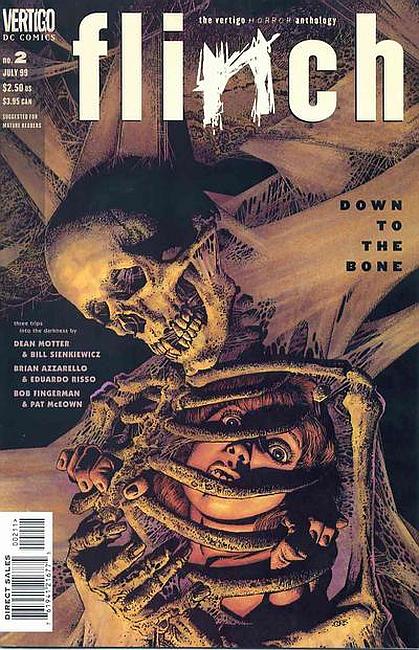 VERTIGO
DC COMICS
no. 2
JULY 99
$2.50 US
$3.95 CAN
SUGGESTED FOR
MATURE READERS
the vertigo HORROR anthology
flinch
DOWN
TO
THE
BONE
three trips
into the darkness by
DEAN MOTTER
& BILL SIENKIEWICZ
BRIAN AZZARELLO
& EDUARDO RISSO
BOB FINGERMAN
& PAT McEOWN
DIRECT SALES
00211